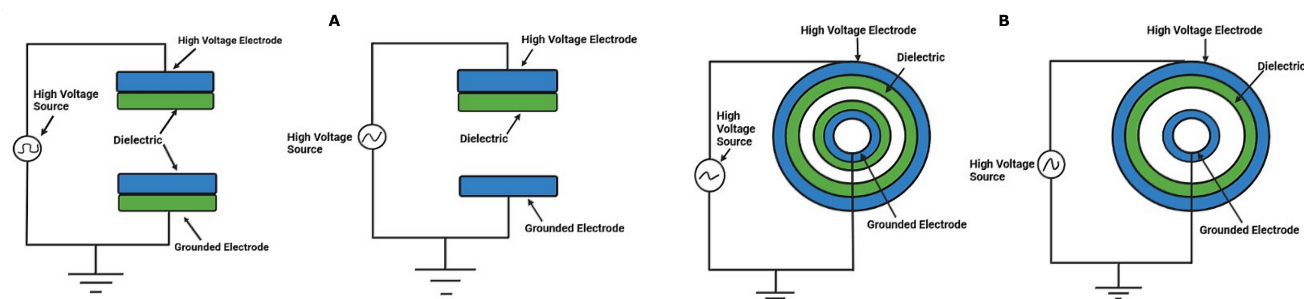 A
High Voltage Electrode
High Voltage
Source
Dielectric
Grounded Electrode
High Voltage Electrode
High Voltage
Source
Dielectric
Grounded Electrode
B
High Voltage Electrode
Dielectric
High
Voltage
Source
Grounded Electrode
High Voltage Electrode
Dielectric
High Voltage
Source
Grounded Electrode